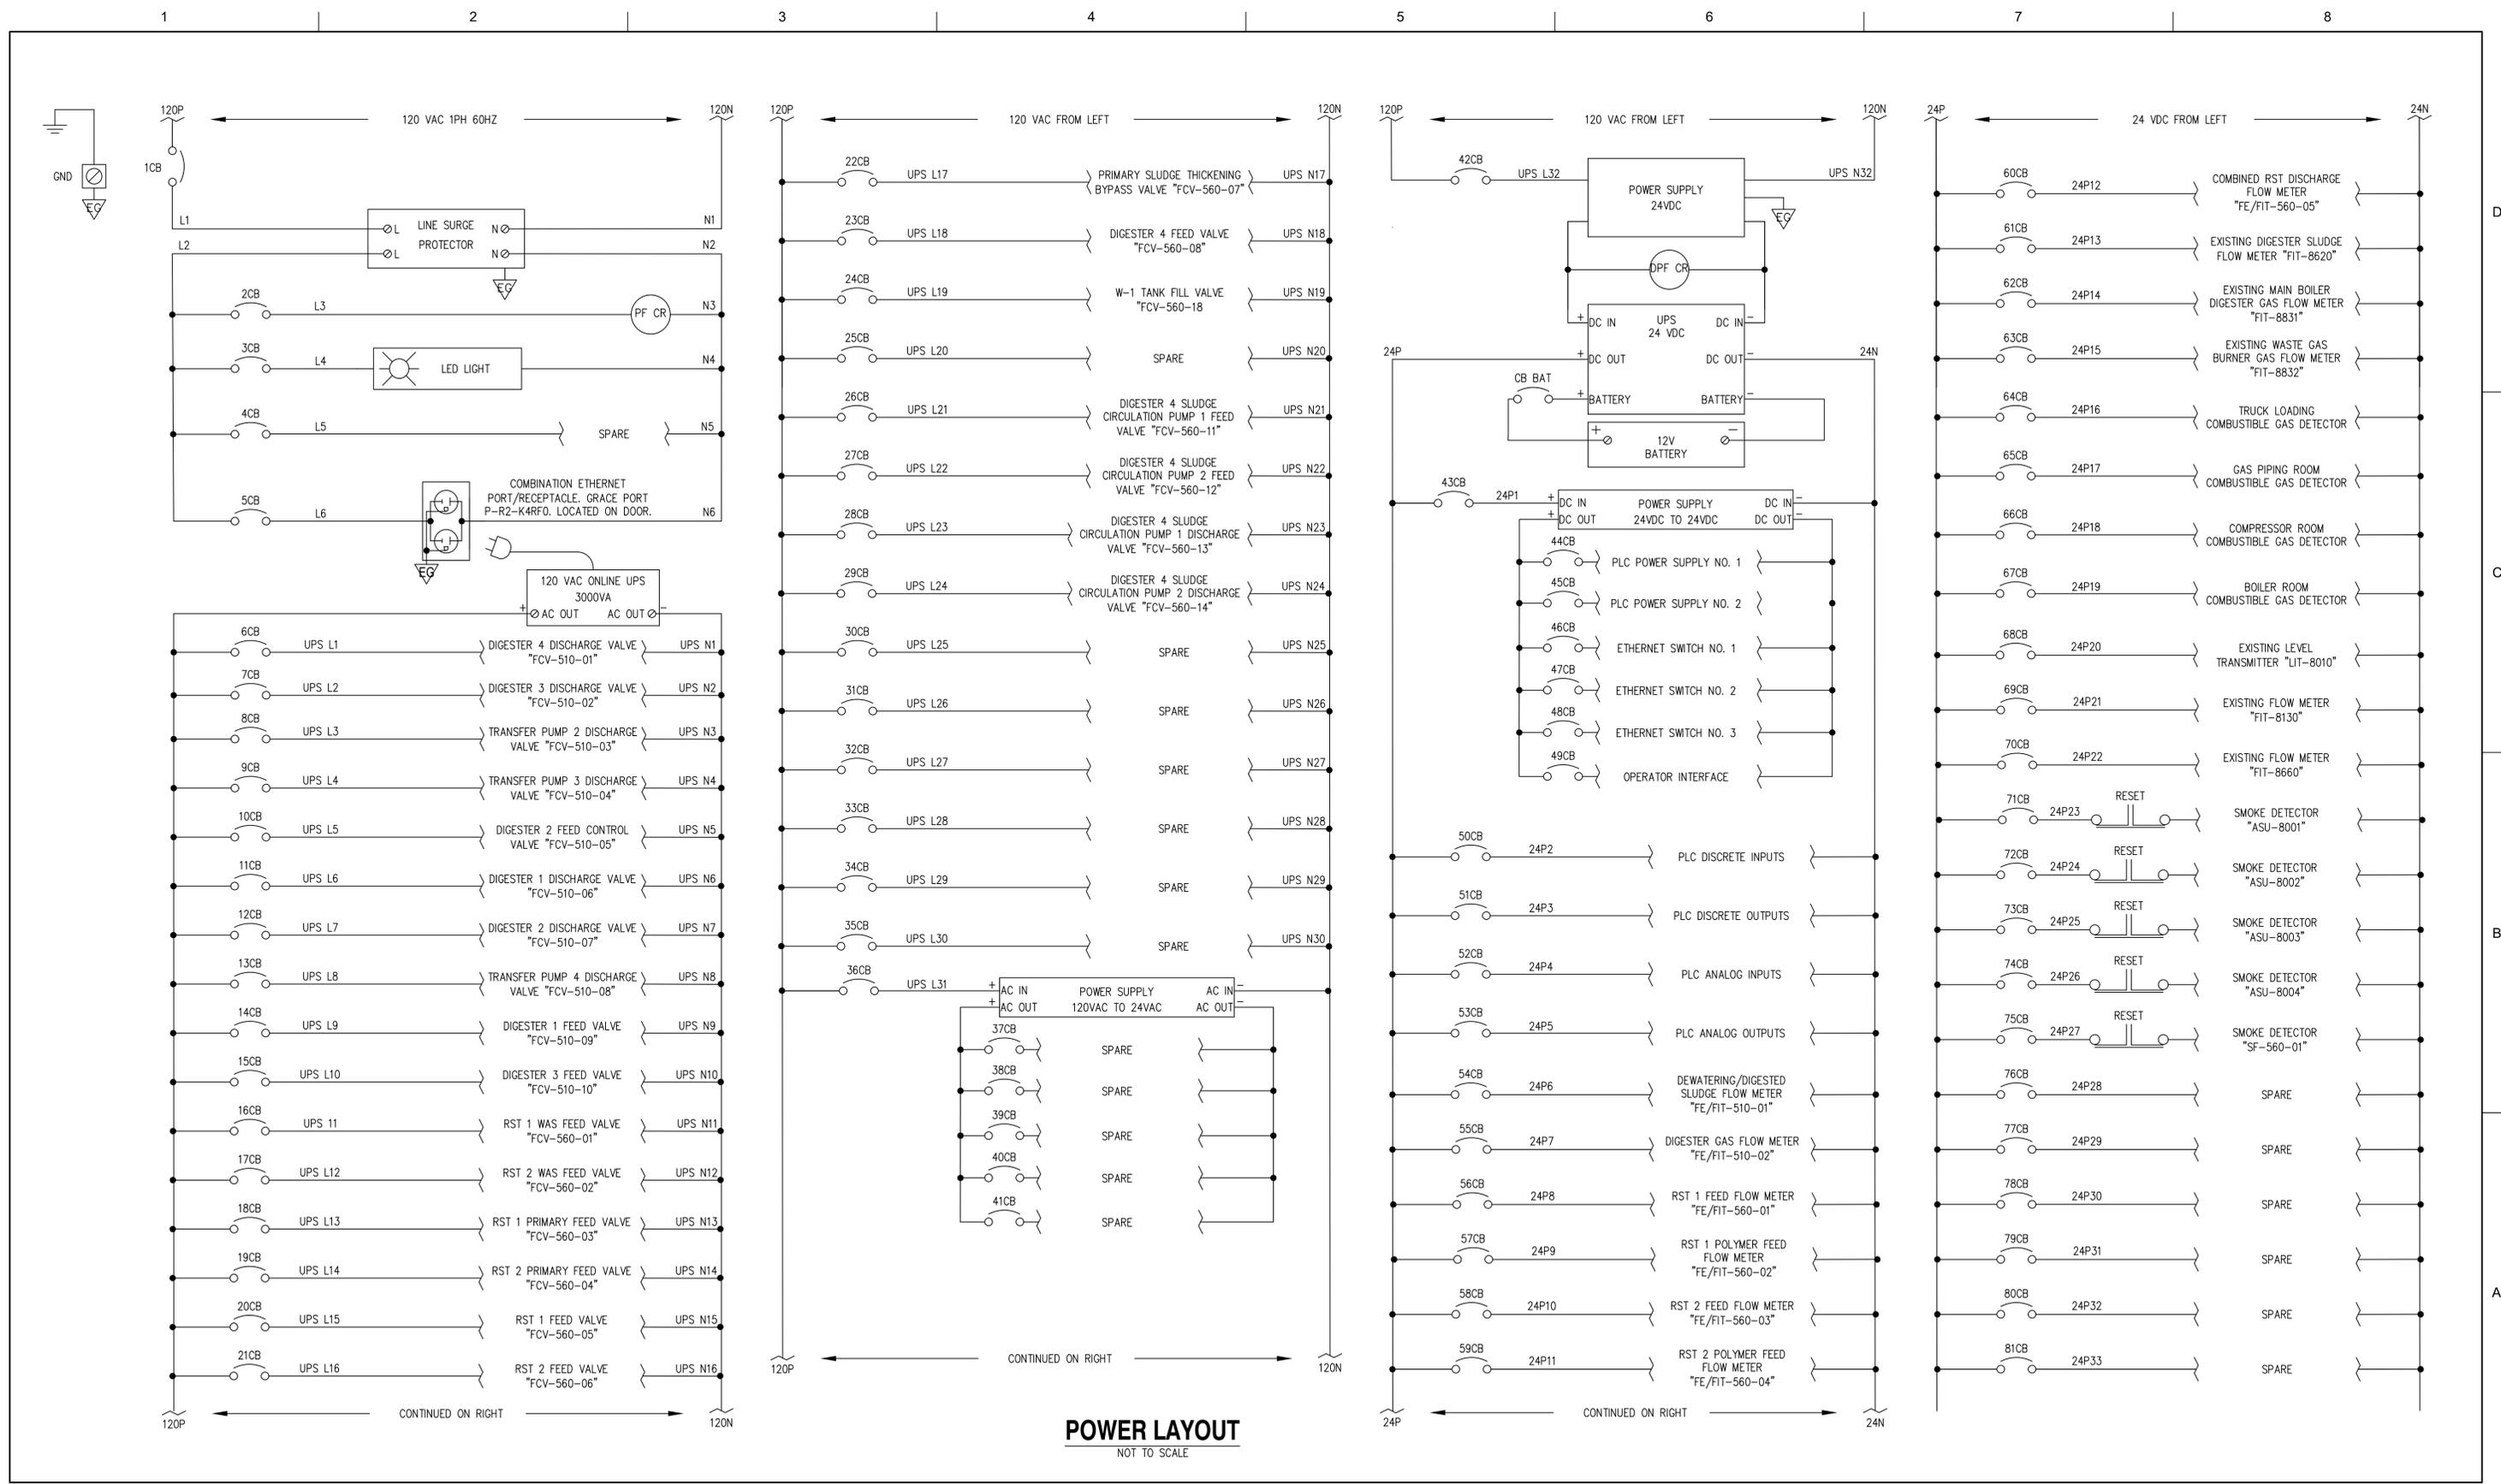 1 2 3 4 5 6 7 8
D
C
B
A
120P 120 VAC 1PH 60HZ 120N
GND
EG
1CB
L1 N1
L2 N2
L LINE SURGE N
L PROTECTOR N
EG
2CB L3 PF CR N3
3CB L4 LED LIGHT N4
4CB L5 SPARE N5
COMBINATION ETHERNET
PORT/RECEPTACLE. GRACE PORT
P-R2-K4RF0. LOCATED ON DOOR.
5CB L6 N6
EG
120 VAC ONLINE UPS
3000VA
+ AC OUT AC OUT −
6CB UPS L1 DIGESTER 4 DISCHARGE VALVE UPS N1
"FCV-510-01"
7CB UPS L2 DIGESTER 3 DISCHARGE VALVE UPS N2
"FCV-510-02"
8CB UPS L3 TRANSFER PUMP 2 DISCHARGE UPS N3
VALVE "FCV-510-03"
9CB UPS L4 TRANSFER PUMP 3 DISCHARGE UPS N4
VALVE "FCV-510-04"
10CB UPS L5 DIGESTER 2 FEED CONTROL UPS N5
VALVE "FCV-510-05"
11CB UPS L6 DIGESTER 1 DISCHARGE VALVE UPS N6
"FCV-510-06"
12CB UPS L7 DIGESTER 2 DISCHARGE VALVE UPS N7
"FCV-510-07"
13CB UPS L8 TRANSFER PUMP 4 DISCHARGE UPS N8
VALVE "FCV-510-08"
14CB UPS L9 DIGESTER 1 FEED VALVE UPS N9
"FCV-510-09"
15CB UPS L10 DIGESTER 3 FEED VALVE UPS N10
"FCV-510-10"
16CB UPS 11 RST 1 WAS FEED VALVE UPS N11
"FCV-560-01"
17CB UPS L12 RST 2 WAS FEED VALVE UPS N12
"FCV-560-02"
18CB UPS L13 RST 1 PRIMARY FEED VALVE UPS N13
"FCV-560-03"
19CB UPS L14 RST 2 PRIMARY FEED VALVE UPS N14
"FCV-560-04"
20CB UPS L15 RST 1 FEED VALVE UPS N15
"FCV-560-05"
21CB UPS L16 RST 2 FEED VALVE UPS N16
"FCV-560-06"
120P CONTINUED ON RIGHT 120N
120P 120 VAC FROM LEFT 120N
22CB UPS L17 PRIMARY SLUDGE THICKENING UPS N17
BYPASS VALVE "FCV-560-07"
23CB UPS L18 DIGESTER 4 FEED VALVE UPS N18
"FCV-560-08"
24CB UPS L19 W-1 TANK FILL VALVE UPS N19
"FCV-560-18
25CB UPS L20 SPARE UPS N20
26CB UPS L21 DIGESTER 4 SLUDGE UPS N21
CIRCULATION PUMP 1 FEED
VALVE "FCV-560-11"
27CB UPS L22 DIGESTER 4 SLUDGE UPS N22
CIRCULATION PUMP 2 FEED
VALVE "FCV-560-12"
28CB UPS L23 DIGESTER 4 SLUDGE UPS N23
CIRCULATION PUMP 1 DISCHARGE
VALVE "FCV-560-13"
29CB UPS L24 DIGESTER 4 SLUDGE UPS N24
CIRCULATION PUMP 2 DISCHARGE
VALVE "FCV-560-14"
30CB UPS L25 SPARE UPS N25
31CB UPS L26 SPARE UPS N26
32CB UPS L27 SPARE UPS N27
33CB UPS L28 SPARE UPS N28
34CB UPS L29 SPARE UPS N29
35CB UPS L30 SPARE UPS N30
36CB UPS L31 + AC IN POWER SUPPLY AC IN −
+ AC OUT 120VAC TO 24VAC AC OUT −
37CB SPARE
38CB SPARE
39CB SPARE
40CB SPARE
41CB SPARE
120P CONTINUED ON RIGHT 120N
120P 120 VAC FROM LEFT 120N
42CB UPS L32 POWER SUPPLY UPS N32
24VDC
EG
DPF CR
+ DC IN UPS DC IN −
24 VDC
24P + DC OUT DC OUT − 24N
CB BAT + BATTERY BATTERY −
+ 12V −
BATTERY
43CB 24P1 + DC IN POWER SUPPLY DC IN −
+ DC OUT 24VDC TO 24VDC DC OUT −
44CB PLC POWER SUPPLY NO. 1
45CB PLC POWER SUPPLY NO. 2
46CB ETHERNET SWITCH NO. 1
47CB ETHERNET SWITCH NO. 2
48CB ETHERNET SWITCH NO. 3
49CB OPERATOR INTERFACE
50CB 24P2 PLC DISCRETE INPUTS
51CB 24P3 PLC DISCRETE OUTPUTS
52CB 24P4 PLC ANALOG INPUTS
53CB 24P5 PLC ANALOG OUTPUTS
54CB 24P6 DEWATERING/DIGESTED
SLUDGE FLOW METER
"FE/FIT-510-01"
55CB 24P7 DIGESTER GAS FLOW METER
"FE/FIT-510-02"
56CB 24P8 RST 1 FEED FLOW METER
"FE/FIT-560-01"
57CB 24P9 RST 1 POLYMER FEED
FLOW METER
"FE/FIT-560-02"
58CB 24P10 RST 2 FEED FLOW METER
"FE/FIT-560-03"
59CB 24P11 RST 2 POLYMER FEED
FLOW METER
"FE/FIT-560-04"
24P CONTINUED ON RIGHT 24N
24P 24 VDC FROM LEFT 24N
60CB 24P12 COMBINED RST DISCHARGE
FLOW METER
"FE/FIT-560-05"
61CB 24P13 EXISTING DIGESTER SLUDGE
FLOW METER "FIT-8620"
62CB 24P14 EXISTING MAIN BOILER
DIGESTER GAS FLOW METER
"FIT-8831"
63CB 24P15 EXISTING WASTE GAS
BURNER GAS FLOW METER
"FIT-8832"
64CB 24P16 TRUCK LOADING
COMBUSTIBLE GAS DETECTOR
65CB 24P17 GAS PIPING ROOM
COMBUSTIBLE GAS DETECTOR
66CB 24P18 COMPRESSOR ROOM
COMBUSTIBLE GAS DETECTOR
67CB 24P19 BOILER ROOM
COMBUSTIBLE GAS DETECTOR
68CB 24P20 EXISTING LEVEL
TRANSMITTER "LIT-8010"
69CB 24P21 EXISTING FLOW METER
"FIT-8130"
70CB 24P22 EXISTING FLOW METER
"FIT-8660"
71CB 24P23 RESET SMOKE DETECTOR
"ASU-8001"
72CB 24P24 RESET SMOKE DETECTOR
"ASU-8002"
73CB 24P25 RESET SMOKE DETECTOR
"ASU-8003"
74CB 24P26 RESET SMOKE DETECTOR
"ASU-8004"
75CB 24P27 RESET SMOKE DETECTOR
"SF-560-01"
76CB 24P28 SPARE
77CB 24P29 SPARE
78CB 24P30 SPARE
79CB 24P31 SPARE
80CB 24P32 SPARE
81CB 24P33 SPARE
POWER LAYOUT
NOT TO SCALE